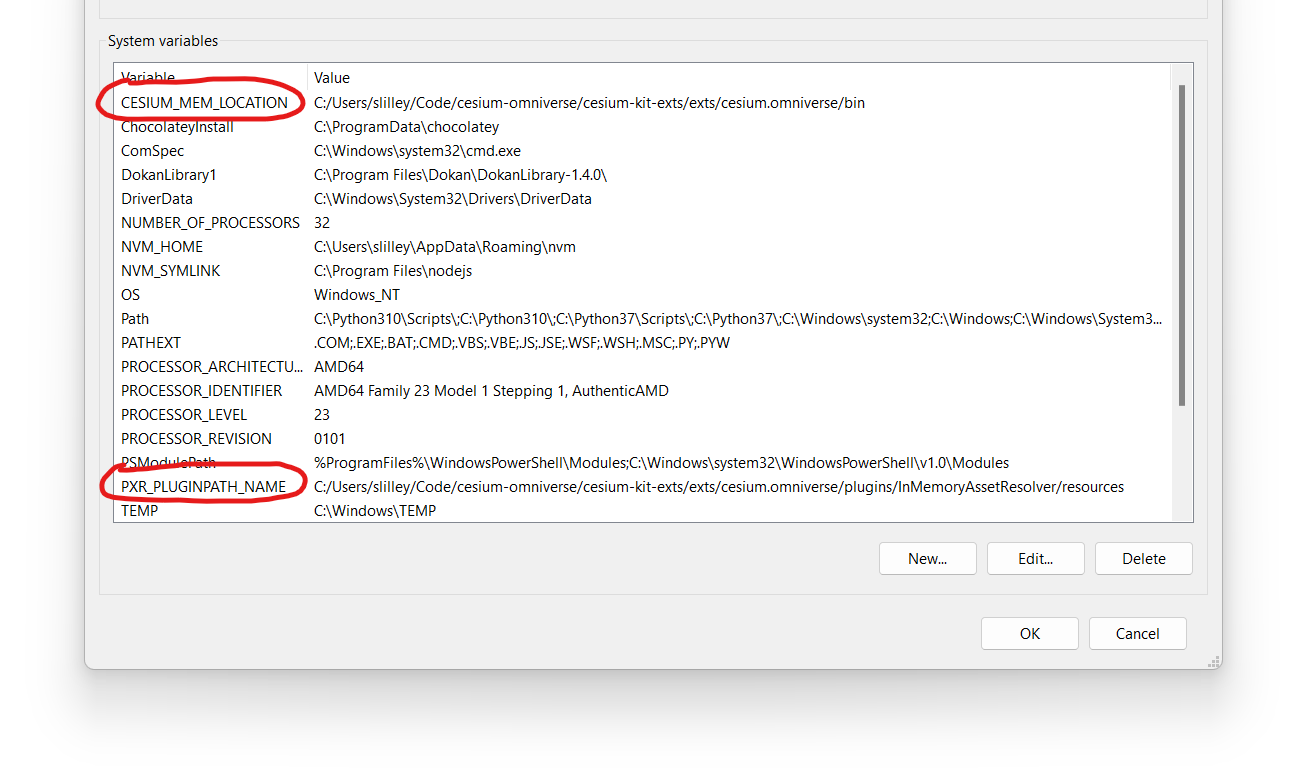 System variables
Variable Value
CESIUM_MEM_LOCATION C:/Users/slilley/Code/cesium-omniverse/cesium-kit-exts/exts/cesium.omniverse/bin
ChocolateyInstall C:\ProgramData\chocolatey
ComSpec C:\Windows\system32\cmd.exe
DokanLibrary1 C:\Program Files\Dokan\DokanLibrary-1.4.0\
DriverData C:\Windows\System32\Drivers\DriverData
NUMBER_OF_PROCESSORS 32
NVM_HOME C:\Users\slilley\AppData\Roaming\nvm
NVM_SYMLINK C:\Program Files\nodejs
OS Windows_NT
Path C:\Python310\Scripts\;C:\Python310\;C:\Python37\Scripts\;C:\Python37\;C:\Windows\system32;C:\Windows;C:\Windows\System3...
PATHEXT .COM;.EXE;.BAT;.CMD;.VBS;.VBE;.JS;.JSE;.WSF;.WSH;.MSC;.PY;.PYW
PROCESSOR_ARCHITECTU... AMD64
PROCESSOR_IDENTIFIER AMD64 Family 23 Model 1 Stepping 1, AuthenticAMD
PROCESSOR_LEVEL 23
PROCESSOR_REVISION 0101
PSModulePath %ProgramFiles%\WindowsPowerShell\Modules;C:\Windows\system32\WindowsPowerShell\v1.0\Modules
PXR_PLUGINPATH_NAME C:/Users/slilley/Code/cesium-omniverse/cesium-kit-exts/exts/cesium.omniverse/plugins/InMemoryAssetResolver/resources
TEMP C:\Windows\TEMP
New... Edit... Delete
OK Cancel